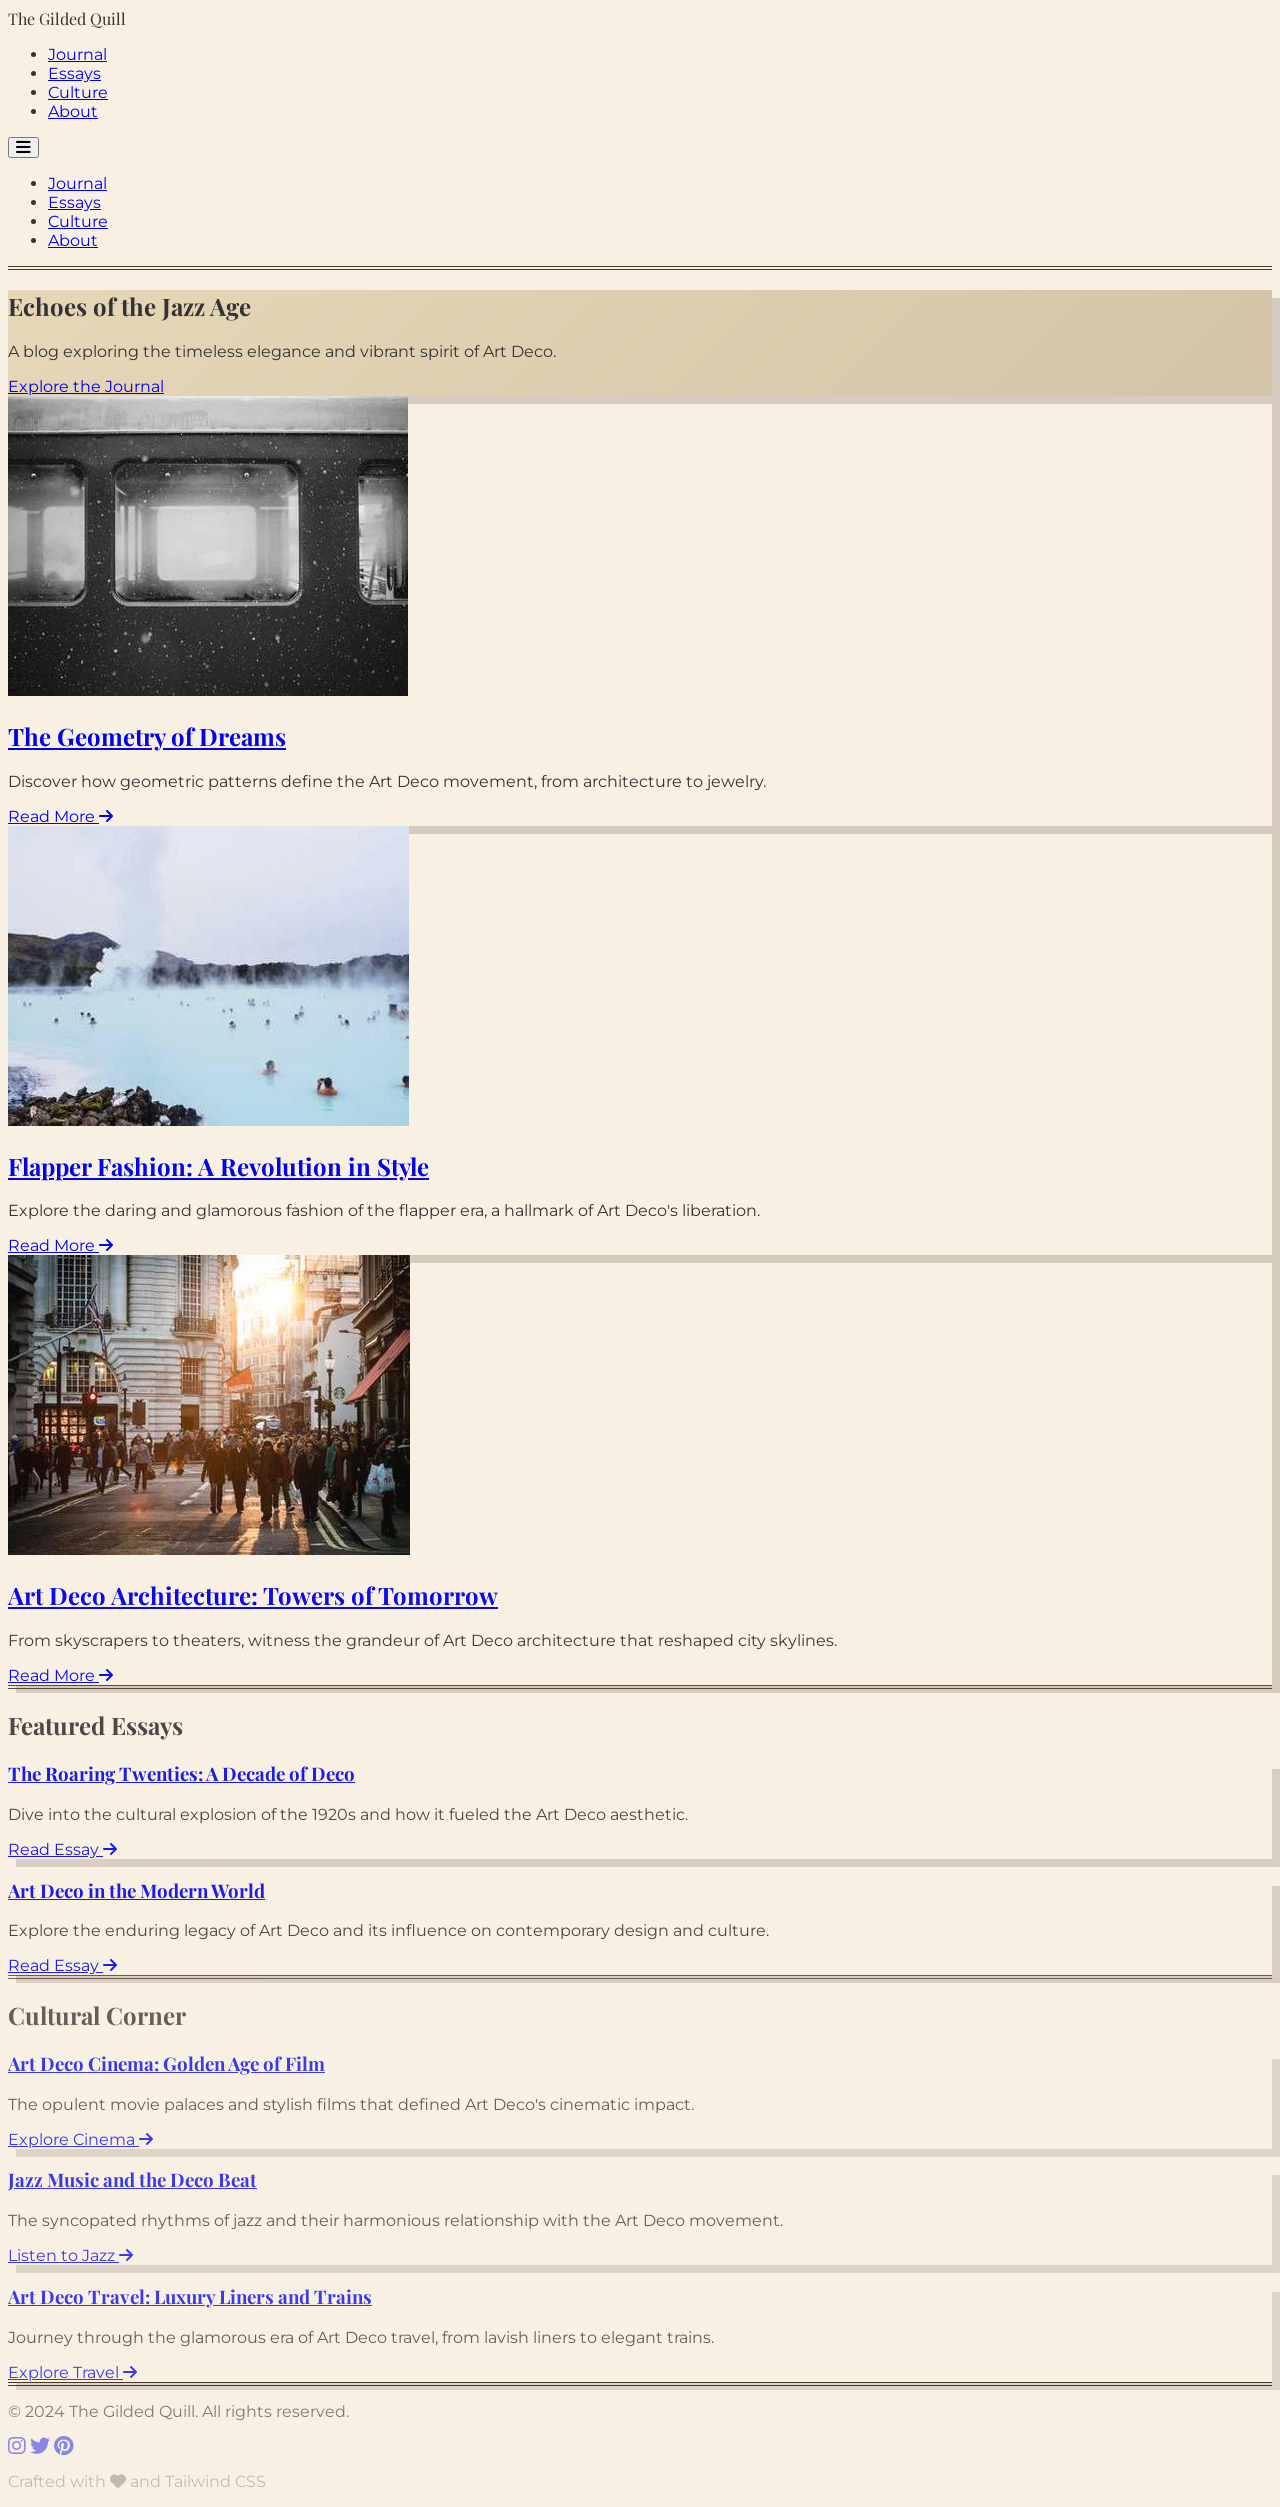 The Gilded Quill
Journal
Essays
Culture
About
Journal
Essays
Culture
About
Echoes of the Jazz Age
A blog exploring the timeless elegance and vibrant spirit of Art Deco.
Explore the Journal
The Geometry of Dreams
Discover how geometric patterns define the Art Deco movement, from architecture to jewelry.
Read More
Flapper Fashion: A Revolution in Style
Explore the daring and glamorous fashion of the flapper era, a hallmark of Art Deco's liberation.
Read More
Art Deco Architecture: Towers of Tomorrow
From skyscrapers to theaters, witness the grandeur of Art Deco architecture that reshaped city skylines.
Read More
Featured Essays
The Roaring Twenties: A Decade of Deco
Dive into the cultural explosion of the 1920s and how it fueled the Art Deco aesthetic.
Read Essay
Art Deco in the Modern World
Explore the enduring legacy of Art Deco and its influence on contemporary design and culture.
Read Essay
Cultural Corner
Art Deco Cinema: Golden Age of Film
The opulent movie palaces and stylish films that defined Art Deco's cinematic impact.
Explore Cinema
Jazz Music and the Deco Beat
The syncopated rhythms of jazz and their harmonious relationship with the Art Deco movement.
Listen to Jazz
Art Deco Travel: Luxury Liners and Trains
Journey through the glamorous era of Art Deco travel, from lavish liners to elegant trains.
Explore Travel
© 2024 The Gilded Quill. All rights reserved.
Crafted with ♥ and Tailwind CSS